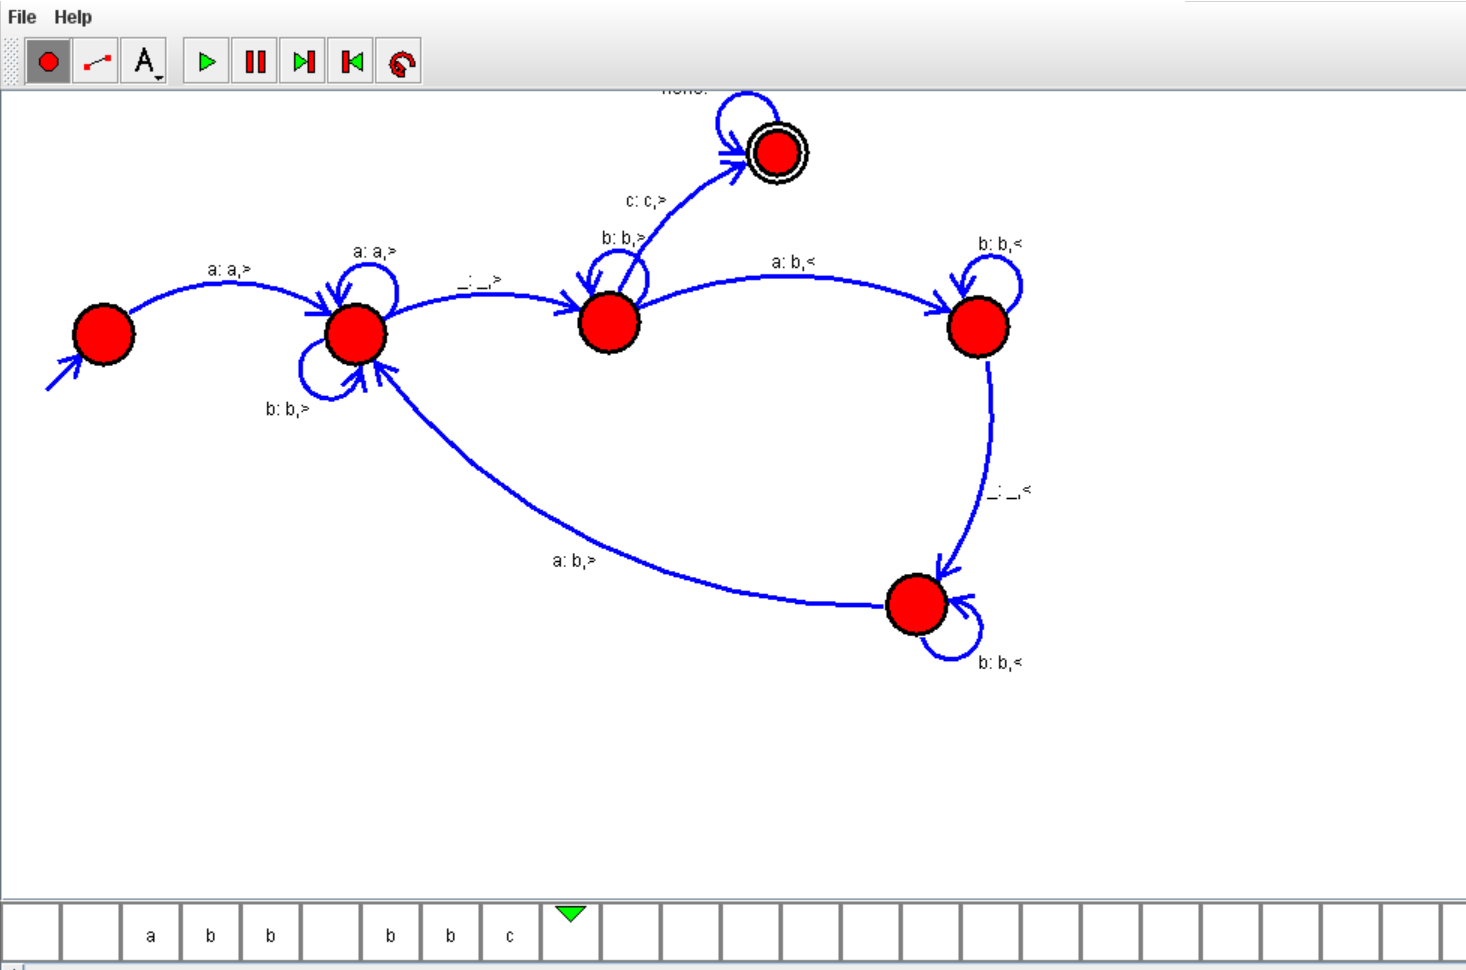 File Help
A
c: c,>
b: b,>
b: b,<
a: a,>
a: b,<
a: a,>
_: _,>
b: b,>
_: _,<
a: b,>
b: b,<
a b b b b c